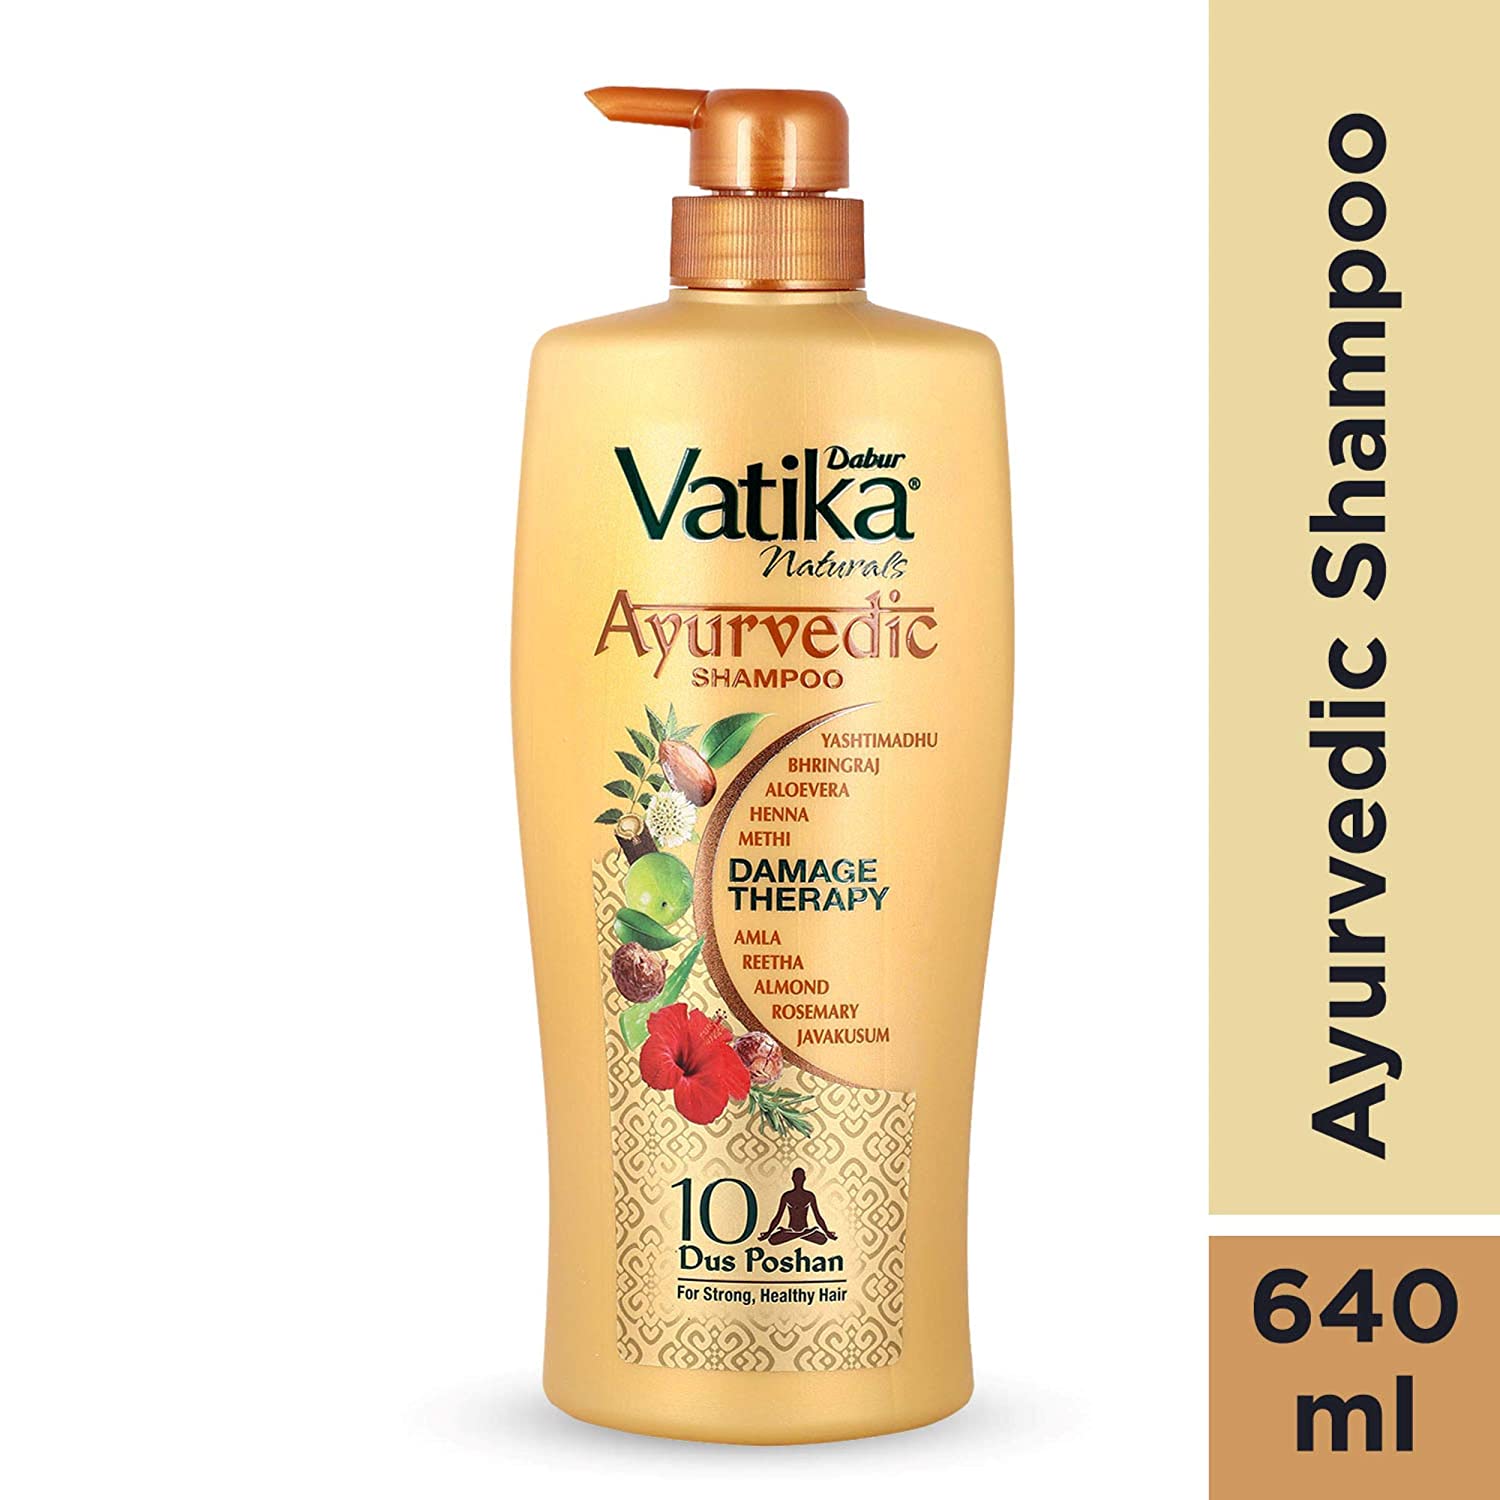 Dabur
Vatika®
Naturals
Ayurvedic
SHAMPOO
YASHTIMADHU
BHRINGRAJ
ALOEVERA
HENNA
METHI
DAMAGE
THERAPY
AMLA
REETHA
ALMOND
ROSEMARY
JAVAKUSUM
10
Dus Poshan
For Strong, Healthy Hair
Ayurvedic Shampoo
640
ml